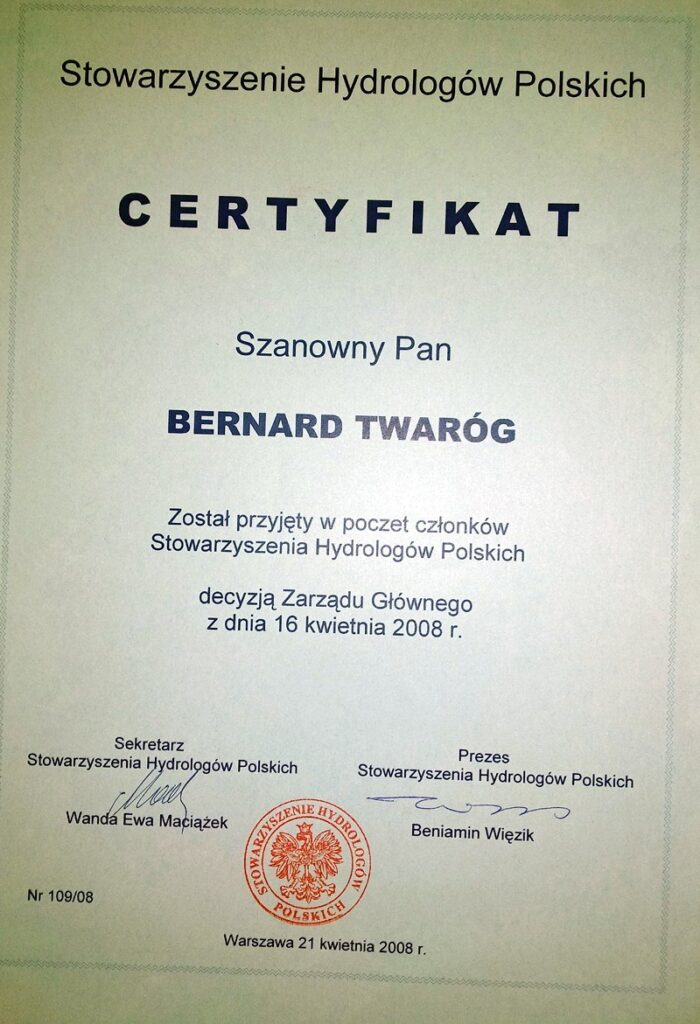 Stowarzyszenie Hydrologów Polskich
CERTYFIKAT
Szanowny Pan
BERNARD TWARÓG
Został przyjęty w poczet członków
Stowarzyszenia Hydrologów Polskich
decyzją Zarządu Głównego
z dnia 16 kwietnia 2008 r.
Sekretarz
Stowarzyszenia Hydrologów Polskich
Wanda Ewa Maciążek
Prezes
Stowarzyszenia Hydrologów Polskich
Beniamin Więzik
STOWARZYSZENIE HYDROLOGÓW
POLSKICH
Nr 109/08
Warszawa 21 kwietnia 2008 r.